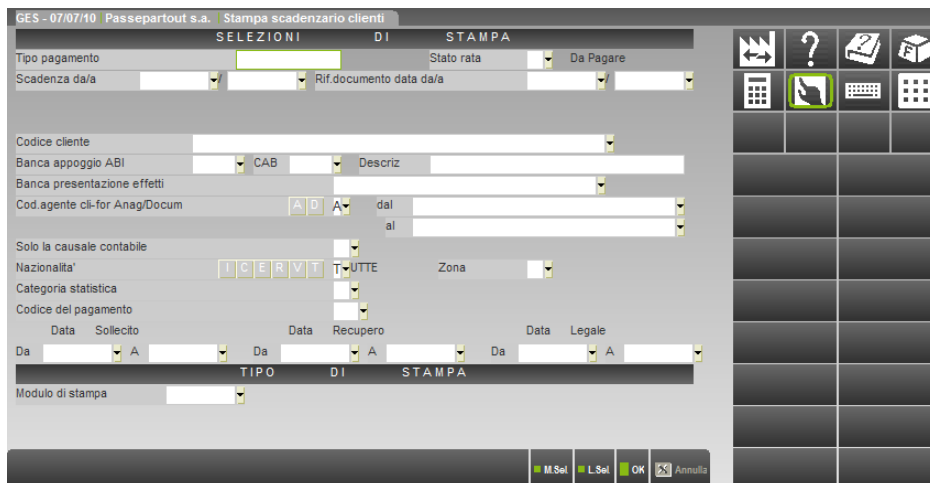 GES - 07/07/10 Passepartout s.a. Stampa scadenzario clienti
SELEZIONI DI STAMPA
Tipo pagamento Stato rata Da Pagare
Scadenza da/a / Rif.documento data da/a /
Codice cliente
Banca appoggio ABI CAB Descriz
Banca presentazione effetti
Cod.agente cli-for Anag/Docum A D A dal
al
Solo la causale contabile
Nazionalita' I C E R V T T UTTE Zona
Categoria statistica
Codice del pagamento
Data Sollecito Data Recupero Data Legale
Da A Da A Da A
TIPO DI STAMPA
Modulo di stampa
M.Sel L.Sel OK Annulla
? ? F